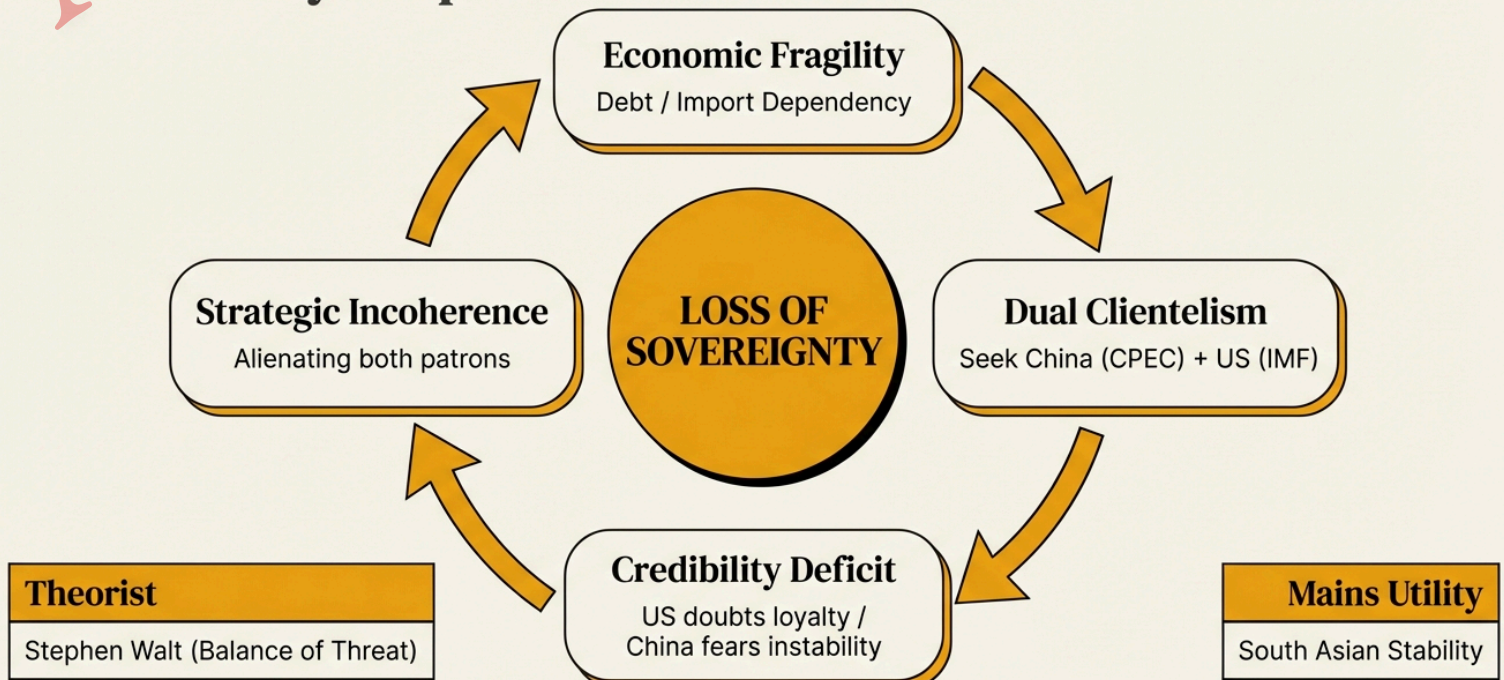 Economic Fragility
Debt / Import Dependency
Strategic Incoherence
Alienating both patrons
LOSS OF
SOVEREIGNTY
Dual Clientelism
Seek China (CPEC) + US (IMF)
Credibility Deficit
US doubts loyalty /
China fears instability
Theorist
Stephen Walt (Balance of Threat)
Mains Utility
South Asian Stability